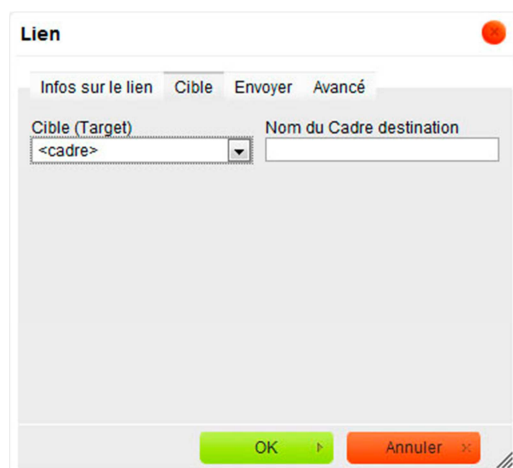 Lien
Infos sur le lien Cible Envoyer Avancé
Cible (Target) Nom du Cadre destination
<cadre>
OK Annuler